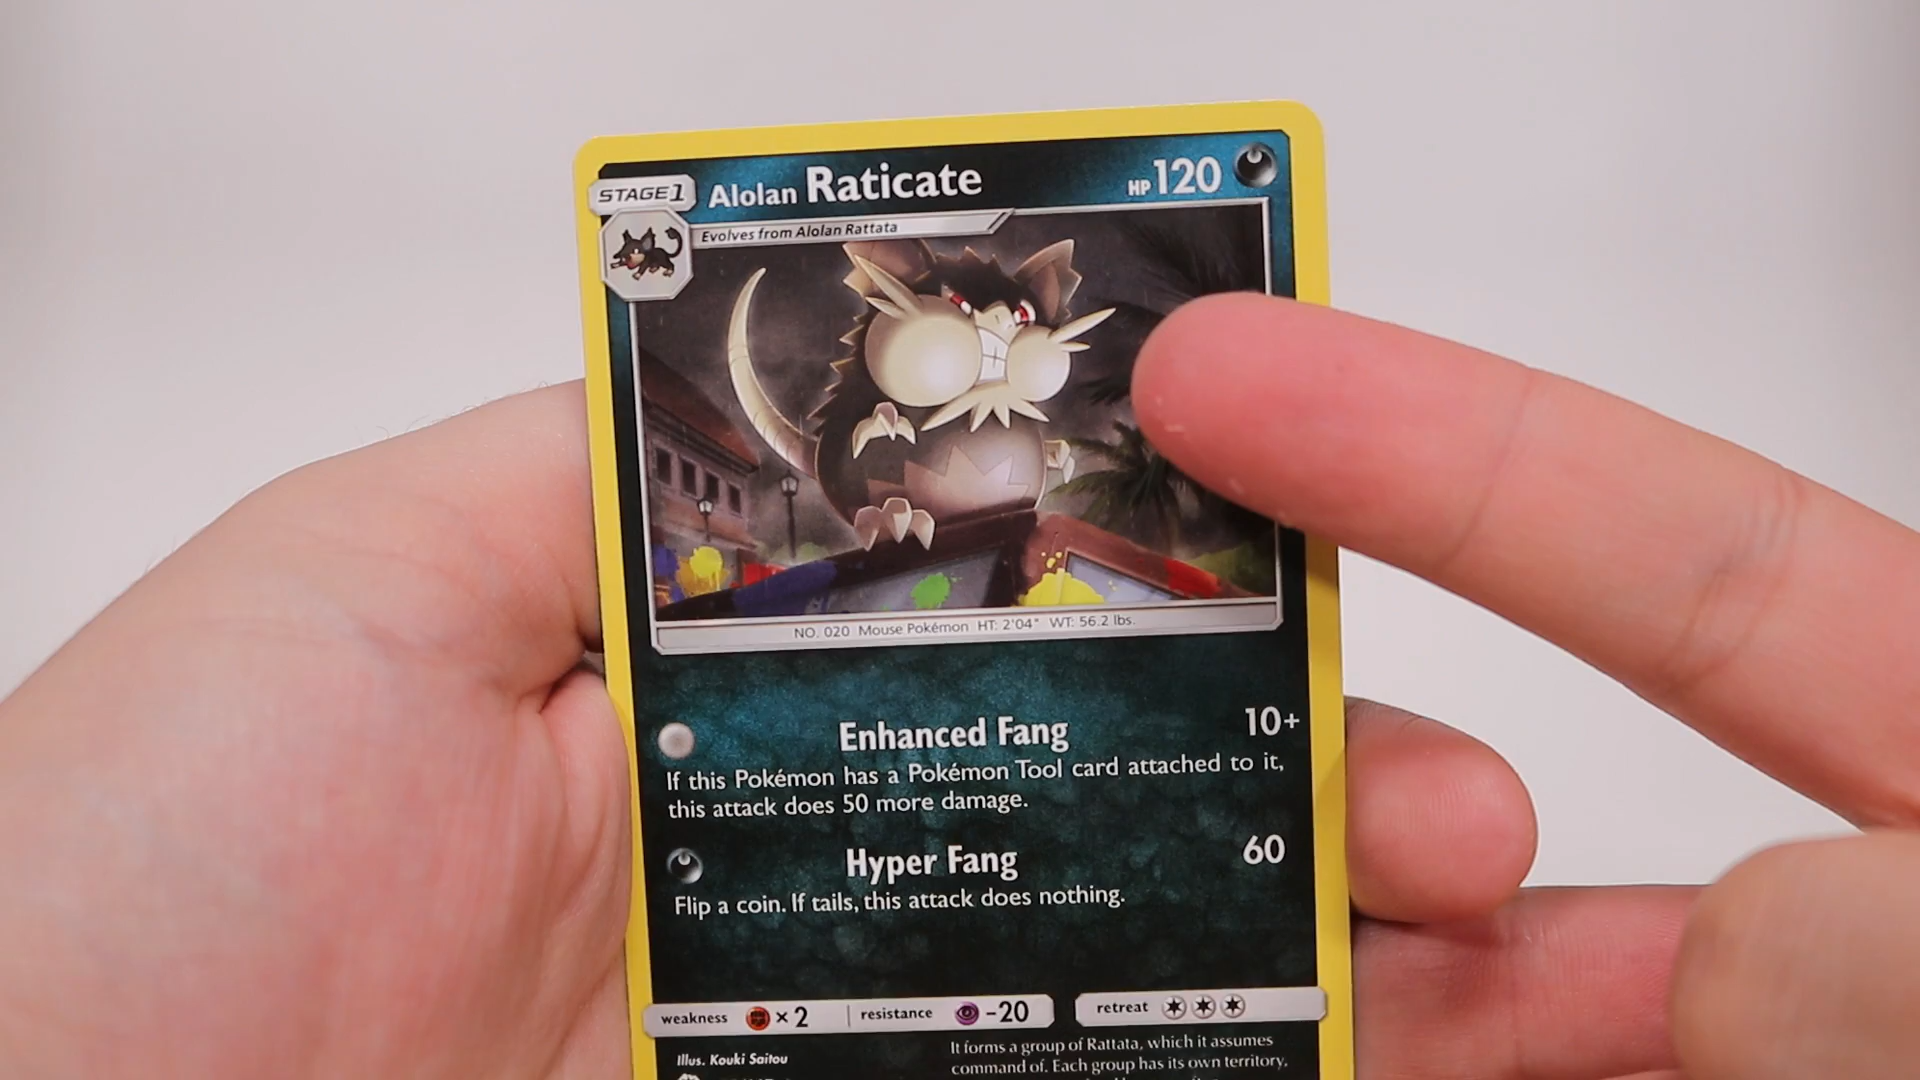 STAGE1 Alolan Raticate HP 120
Evolves from Alolan Rattata
NO. 020 Mouse Pokémon HT: 2'04" WT: 56.2 lbs.
Enhanced Fang 10+
If this Pokémon has a Pokémon Tool card attached to it,
this attack does 50 more damage.
Hyper Fang 60
Flip a coin. If tails, this attack does nothing.
weakness × 2 resistance -20 retreat
Illus. Kouki Saitou
It forms a group of Rattata, which it assumes
command of. Each group has its own territory,